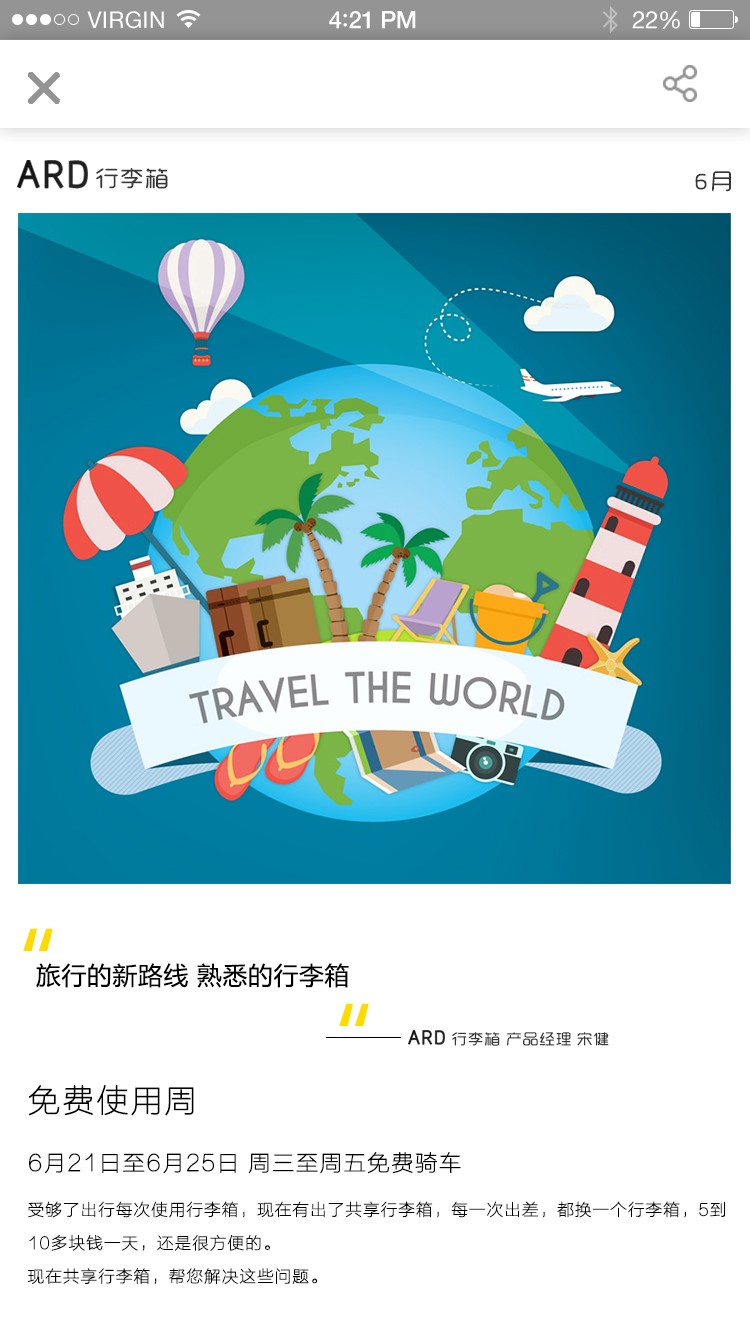 VIRGIN 4:21 PM 22%
ARD 行李箱
6月
TRAVEL THE WORLD
旅行的新路线 熟悉的行李箱
ARD 行李箱 产品经理 宋健
免费使用周
6月21日至6月25日 周三至周五免费骑车
受够了出行每次使用行李箱，现在有出了共享行李箱，每一次出差，都换一个行李箱，5到
10多块钱一天，还是很方便的。
现在共享行李箱，帮您解决这些问题。